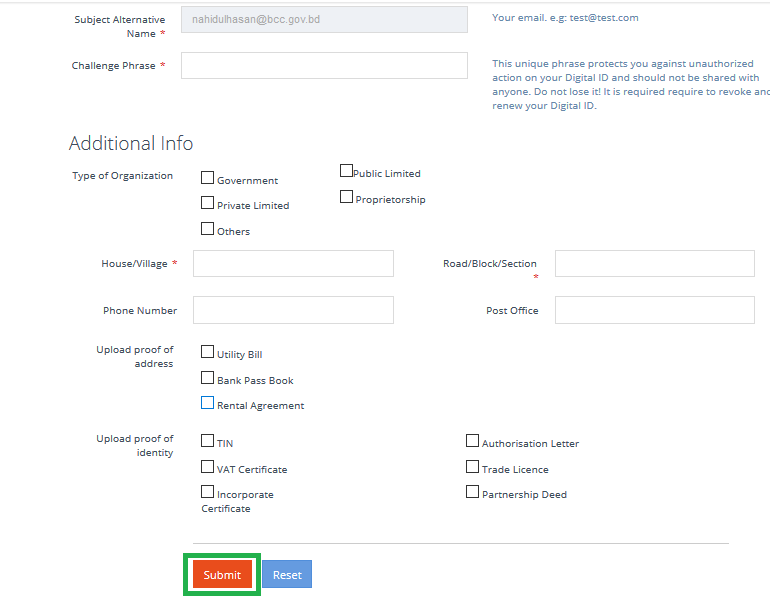 Subject Alternative
Name *
nahidulhasan@bcc.gov.bd
Your email. e.g: test@test.com
Challenge Phrase *
This unique phrase protects you against unauthorized
action on your Digital ID and should not be shared with
anyone. Do not lose it! It is required require to revoke and
renew your Digital ID.
Additional Info
Type of Organization
Government
Public Limited
Private Limited
Proprietorship
Others
House/Village *
Road/Block/Section
*
Phone Number
Post Office
Upload proof of
address
Utility Bill
Bank Pass Book
Rental Agreement
Upload proof of
identity
TIN
Authorisation Letter
VAT Certificate
Trade Licence
Incorporate
Certificate
Partnership Deed
Submit
Reset